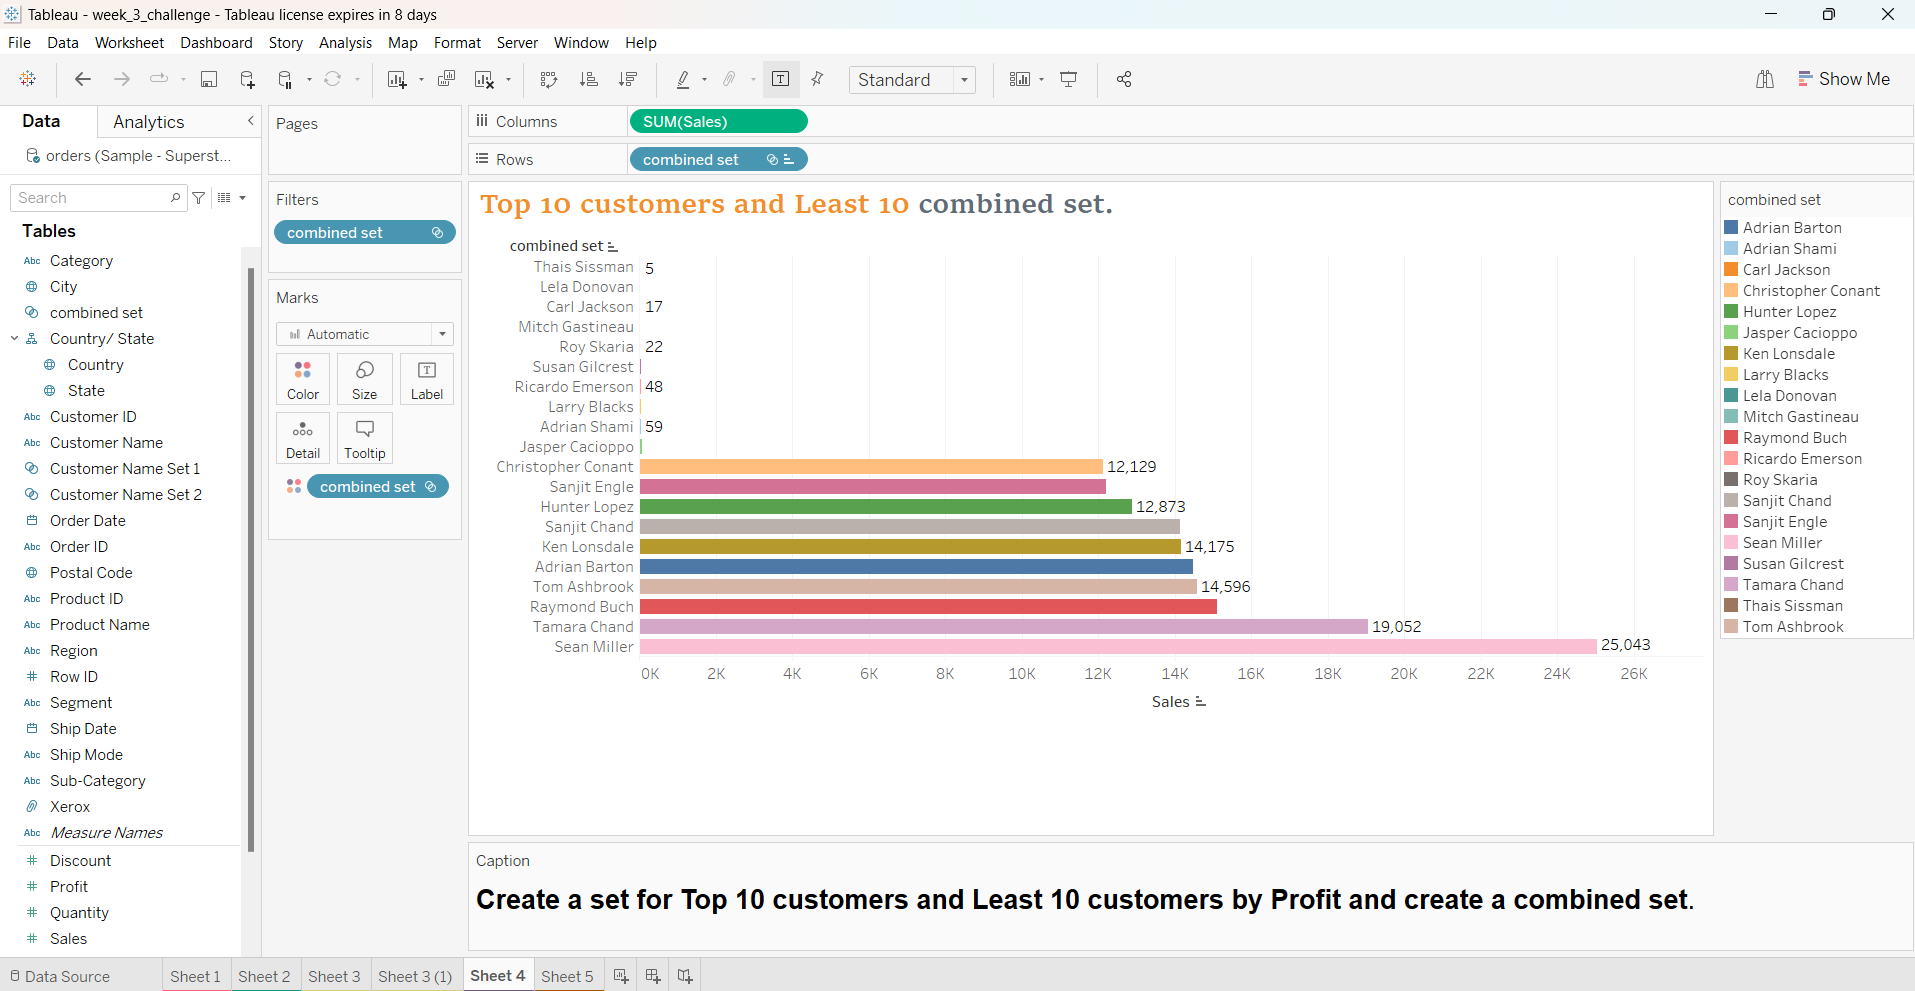 Tableau - week_3_challenge - Tableau license expires in 8 days
File Data Worksheet Dashboard Story Analysis Map Format Server Window Help
Standard
Show Me
Data Analytics
orders (Sample - Superst...
Search
Tables
Abc Category
City
combined set
Country/ State
Country
State
Abc Customer ID
Abc Customer Name
Customer Name Set 1
Customer Name Set 2
Order Date
Abc Order ID
Postal Code
Abc Product ID
Abc Product Name
Abc Region
# Row ID
Abc Segment
Ship Date
Abc Ship Mode
Abc Sub-Category
Xerox
Abc Measure Names
# Discount
# Profit
# Quantity
# Sales
Pages
Filters
combined set
Marks
Automatic
Color Size Label
Detail Tooltip
combined set
Columns SUM(Sales)
Rows combined set
Top 10 customers and Least 10 combined set.
combined set
Thais Sissman 5
Lela Donovan
Carl Jackson 17
Mitch Gastineau
Roy Skaria 22
Susan Gilcrest
Ricardo Emerson 48
Larry Blacks
Adrian Shami 59
Jasper Cacioppo
Christopher Conant 12,129
Sanjit Engle
Hunter Lopez 12,873
Sanjit Chand
Ken Lonsdale 14,175
Adrian Barton
Tom Ashbrook 14,596
Raymond Buch
Tamara Chand 19,052
Sean Miller 25,043
0K 2K 4K 6K 8K 10K 12K 14K 16K 18K 20K 22K 24K 26K
Sales
combined set
Adrian Barton
Adrian Shami
Carl Jackson
Christopher Conant
Hunter Lopez
Jasper Cacioppo
Ken Lonsdale
Larry Blacks
Lela Donovan
Mitch Gastineau
Raymond Buch
Ricardo Emerson
Roy Skaria
Sanjit Chand
Sanjit Engle
Sean Miller
Susan Gilcrest
Tamara Chand
Thais Sissman
Tom Ashbrook
Caption
Create a set for Top 10 customers and Least 10 customers by Profit and create a combined set.
Data Source Sheet 1 Sheet 2 Sheet 3 Sheet 3 (1) Sheet 4 Sheet 5